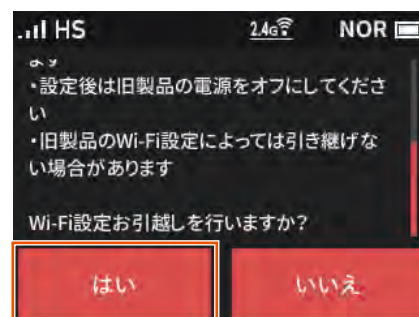 HS 2.4G NOR
・設定後は旧製品の電源をオフにしてくださ
い
・旧製品のWi-Fi設定によっては引き継げな
い場合があります
Wi-Fi設定お引越しを行いますか?
はい いいえ